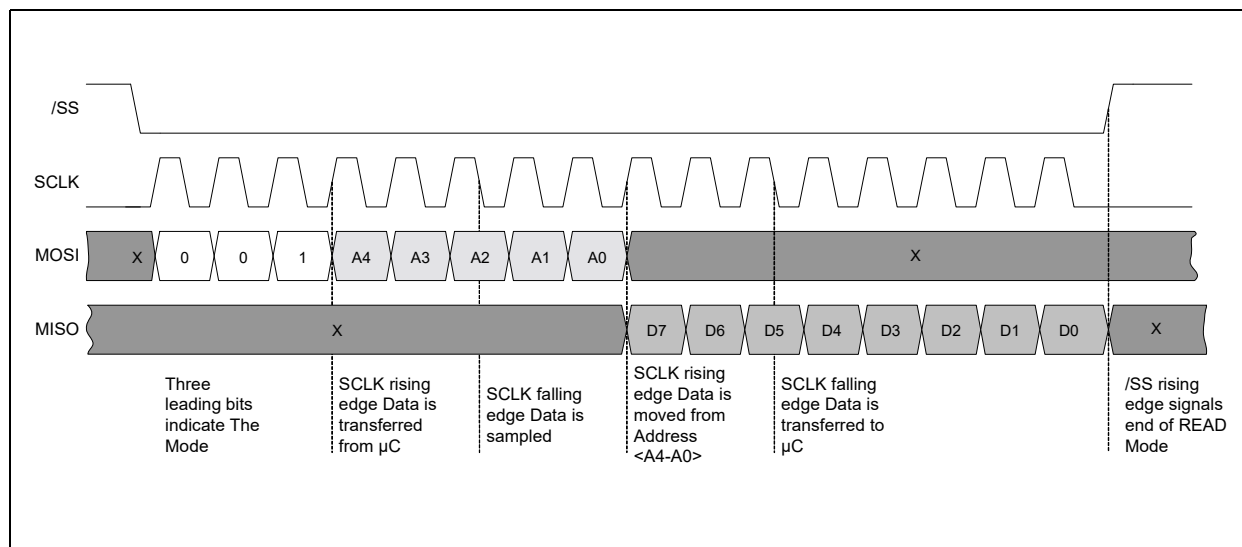 /SS
SCLK
MOSI X 0 0 1 A4 A3 A2 A1 A0 X
MISO X D7 D6 D5 D4 D3 D2 D1 D0 X
Three
leading bits
indicate The
Mode
SCLK rising
edge Data is
transferred
from µC
SCLK falling
edge Data is
sampled
SCLK rising
edge Data is
moved from
Address
<A4-A0>
SCLK falling
edge Data is
transferred to
µC
/SS rising
edge signals
end of READ
Mode